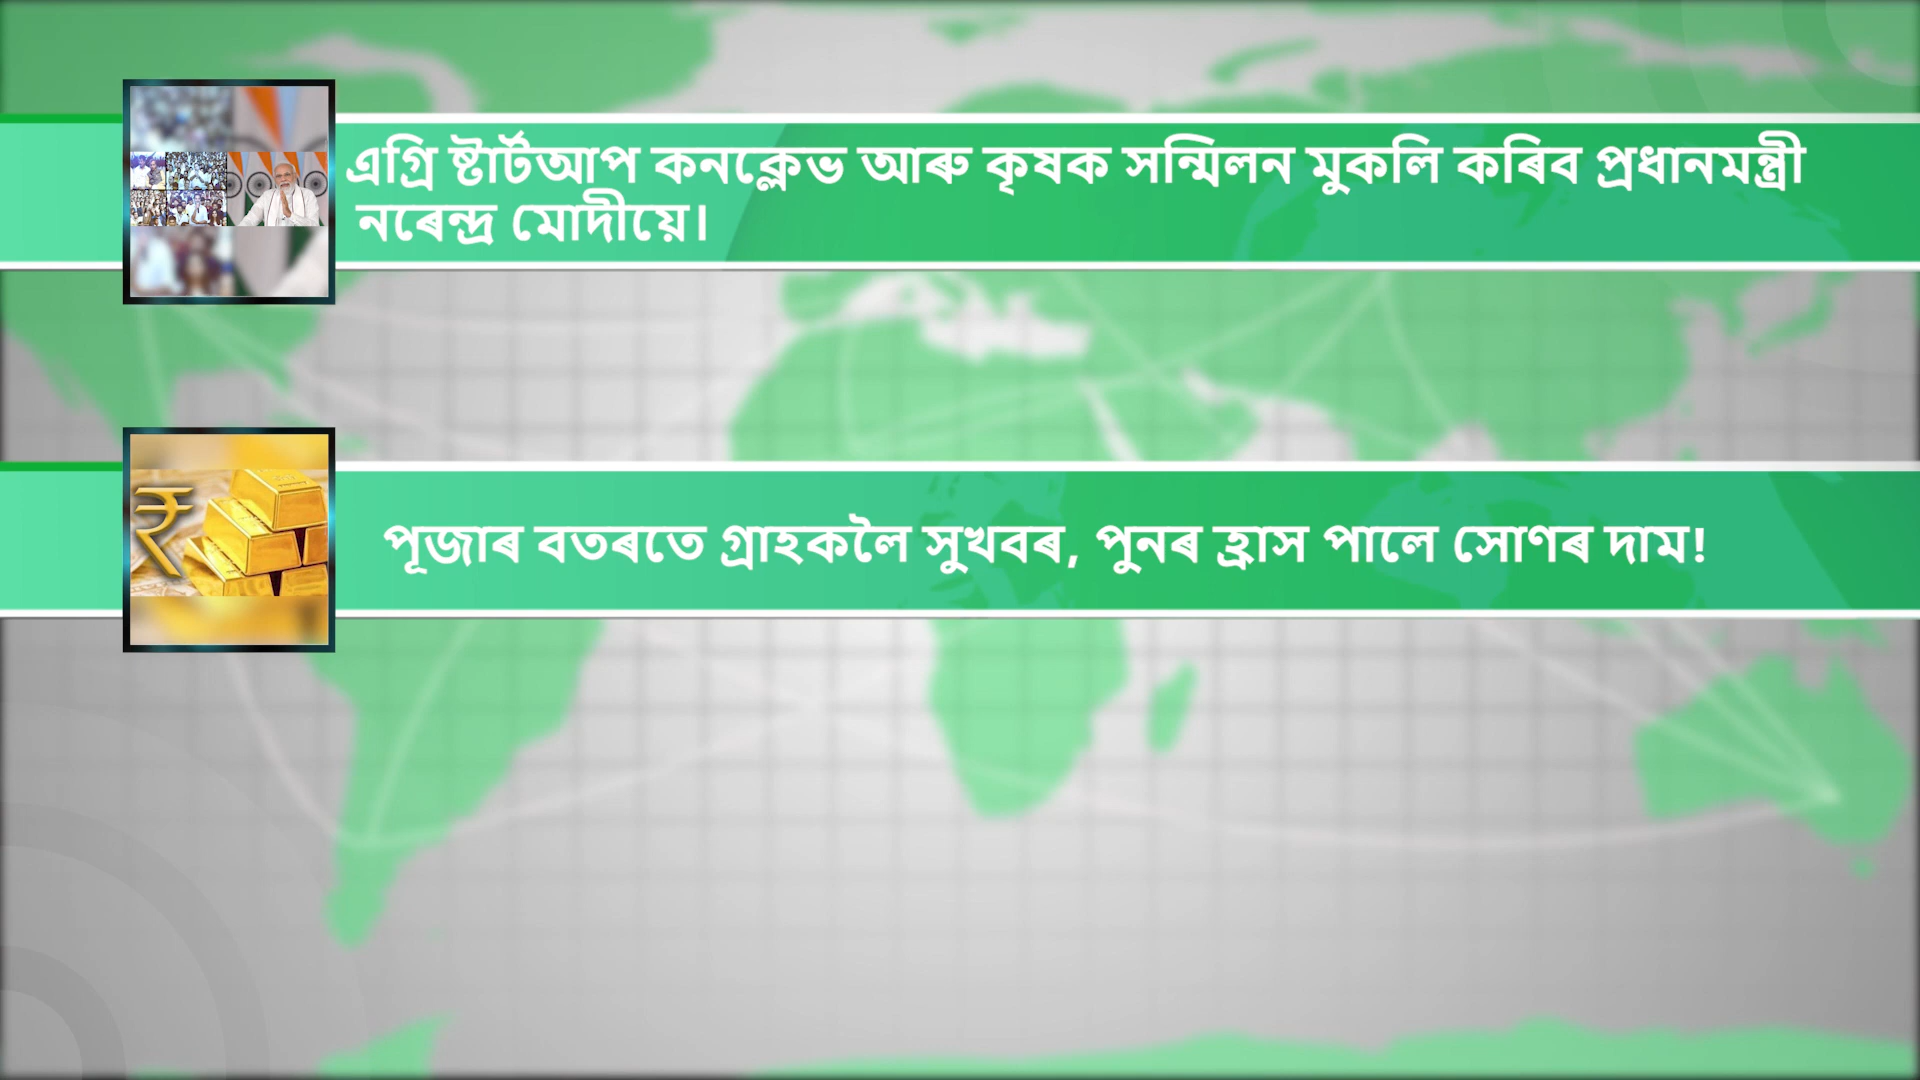 এগ্ৰি ষ্টাৰ্টআপ কনক্লেভ আৰু কৃষক সন্মিলন মুকলি কৰিব প্ৰধানমন্ত্ৰী
নৰেন্দ্ৰ মোদীয়ে।
পূজাৰ বতৰতে গ্ৰাহকলৈ সুখবৰ, পুনৰ হ্ৰাস পালে সোণৰ দাম!